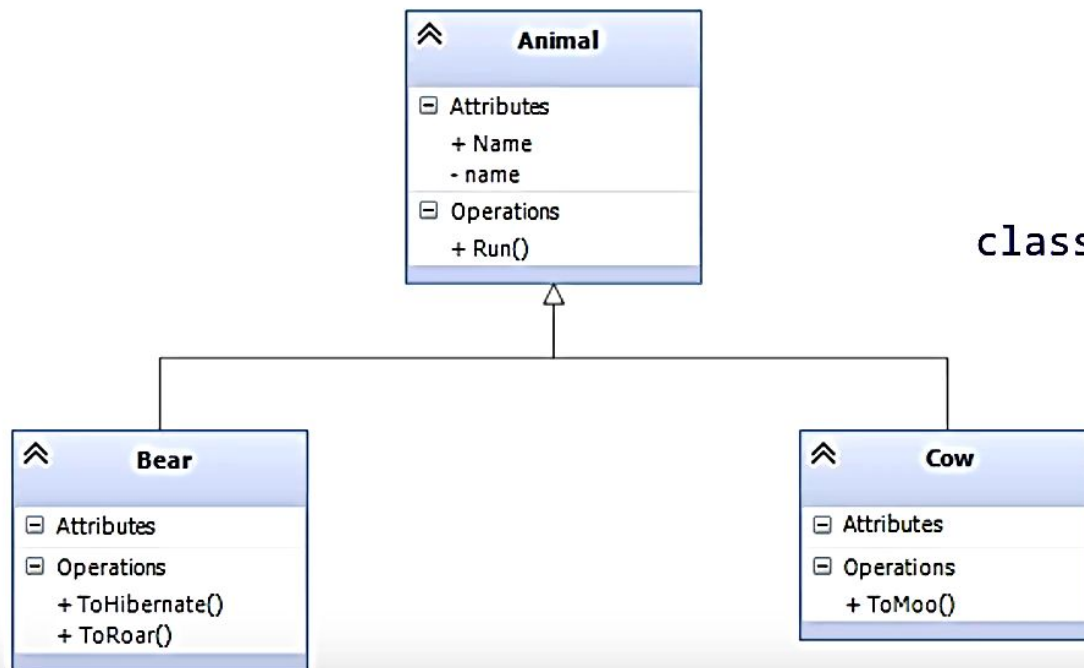 Animal
Attributes
+ Name
- name
Operations
+ Run()
class
Bear
Attributes
Operations
+ ToHibernate()
+ ToRoar()
Cow
Attributes
Operations
+ ToMoo()